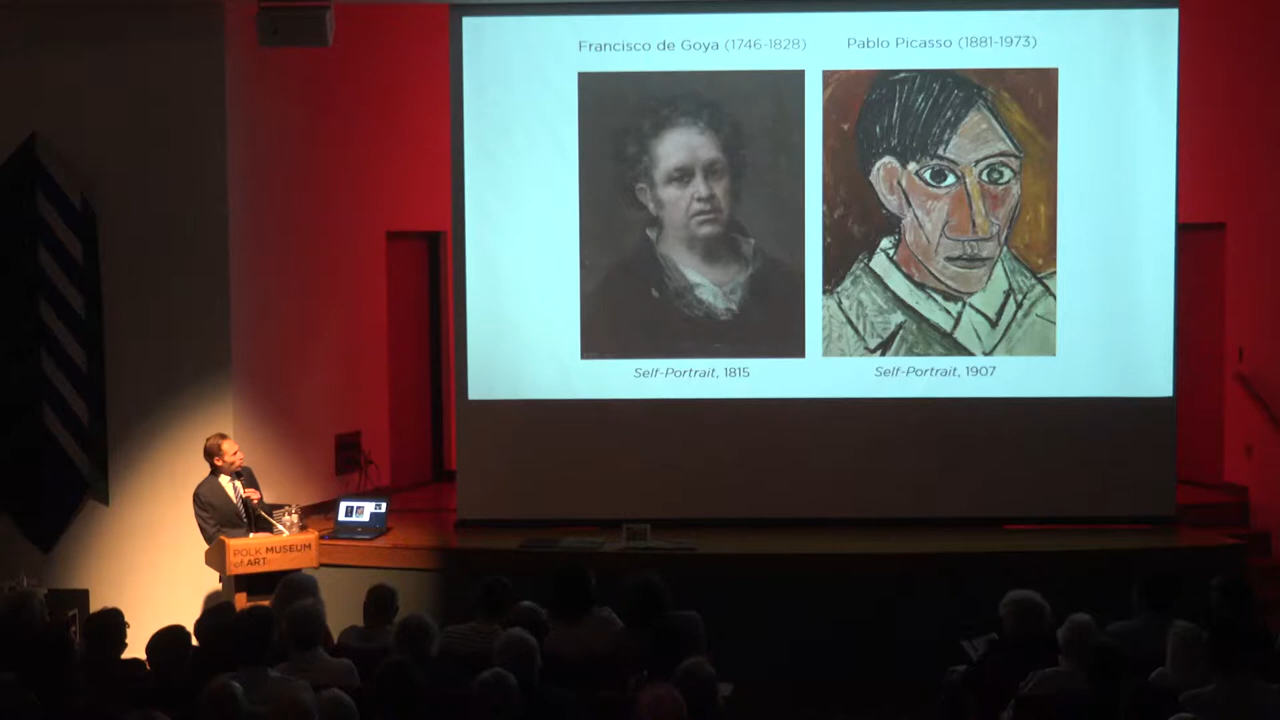 Francisco de Goya (1746-1828)
Pablo Picasso (1881-1973)
Self-Portrait, 1815
Self-Portrait, 1907
POLK MUSEUM
of ART